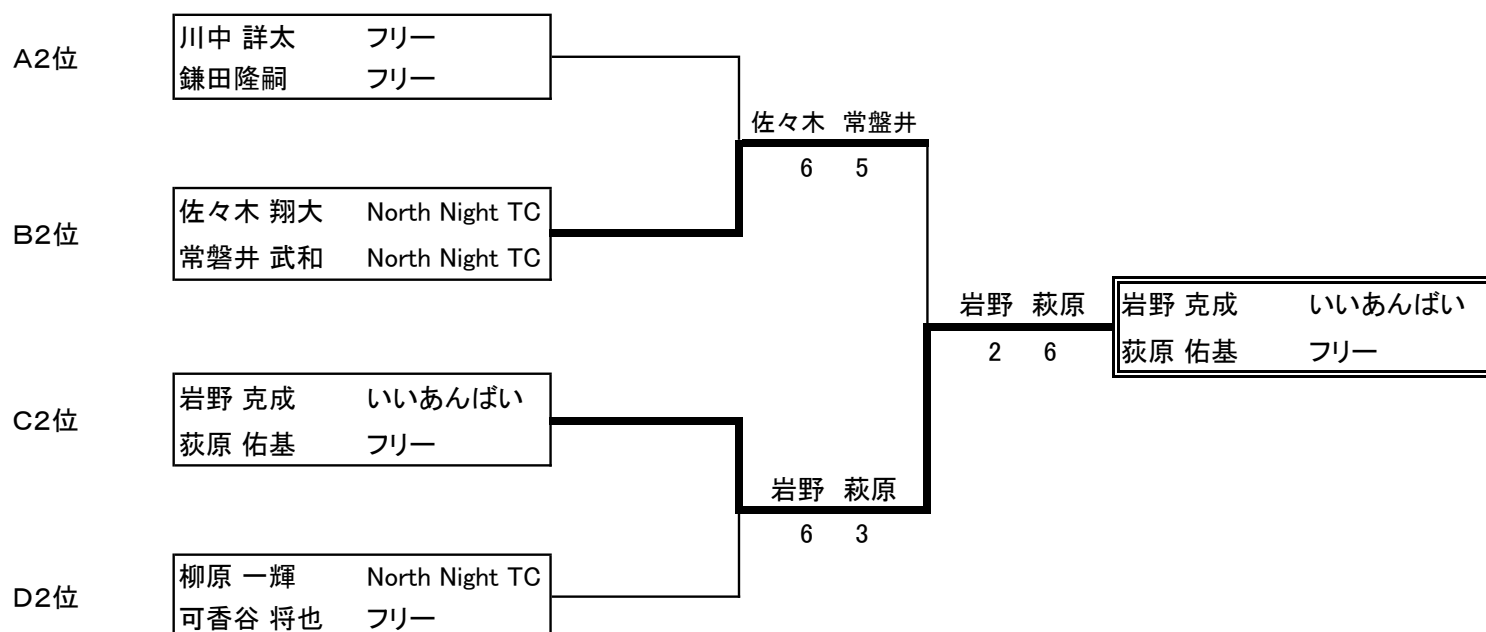 A2位
川中 詳太 フリー
鎌田隆嗣 フリー
佐々木 常盤井
6 5
B2位
佐々木 翔大 North Night TC
常磐井 武和 North Night TC
岩野 萩原
2 6
岩野 克成 いいあんばい
荻原 佑基 フリー
C2位
岩野 克成 いいあんばい
荻原 佑基 フリー
岩野 萩原
6 3
D2位
柳原 一輝 North Night TC
可香谷 将也 フリー